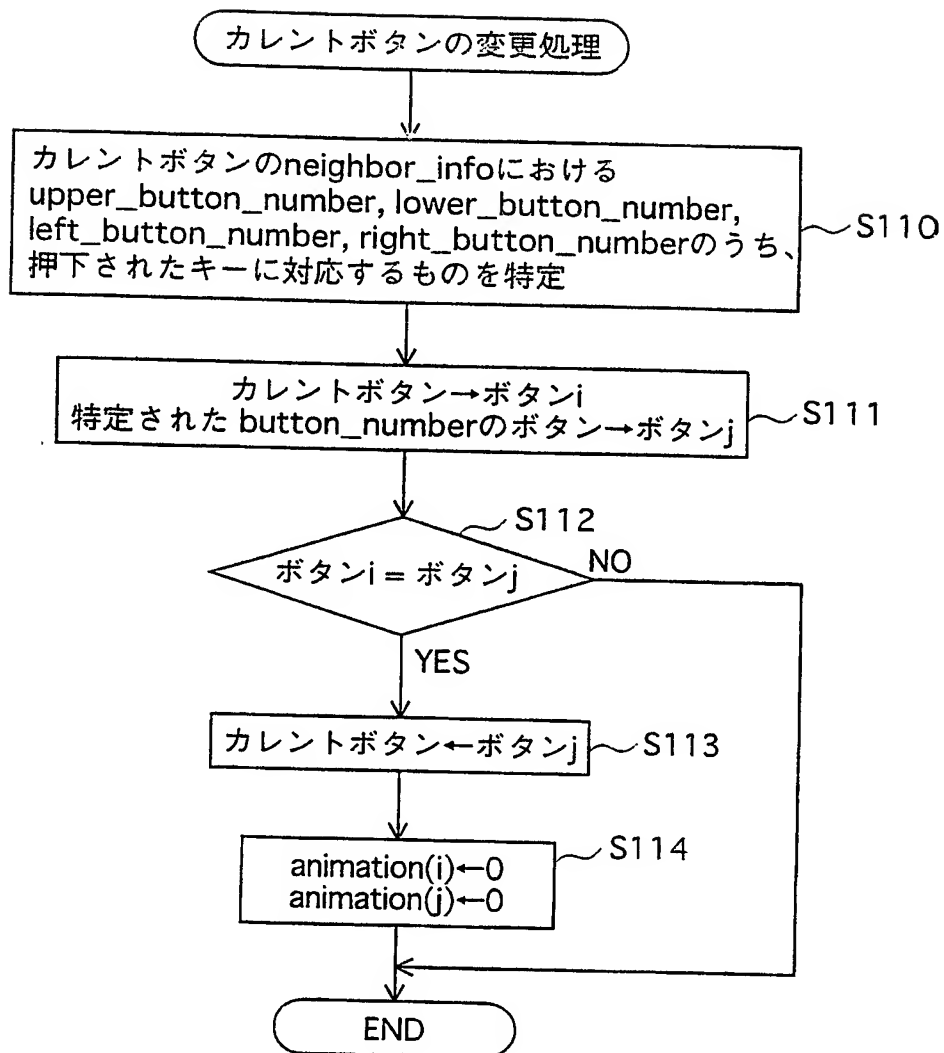 カレントボタンの変更処理
カレントボタンのneighbor_infoにおける
upper_button_number, lower_button_number,
left_button_number, right_button_numberのうち、
押下されたキーに対応するものを特定
S110
カレントボタン→ボタンi
特定された button_numberのボタン→ボタンj
S111
S112
ボタンi = ボタンj
NO
YES
カレントボタン←ボタンj
S113
animation(i)←0
animation(j)←0
S114
END